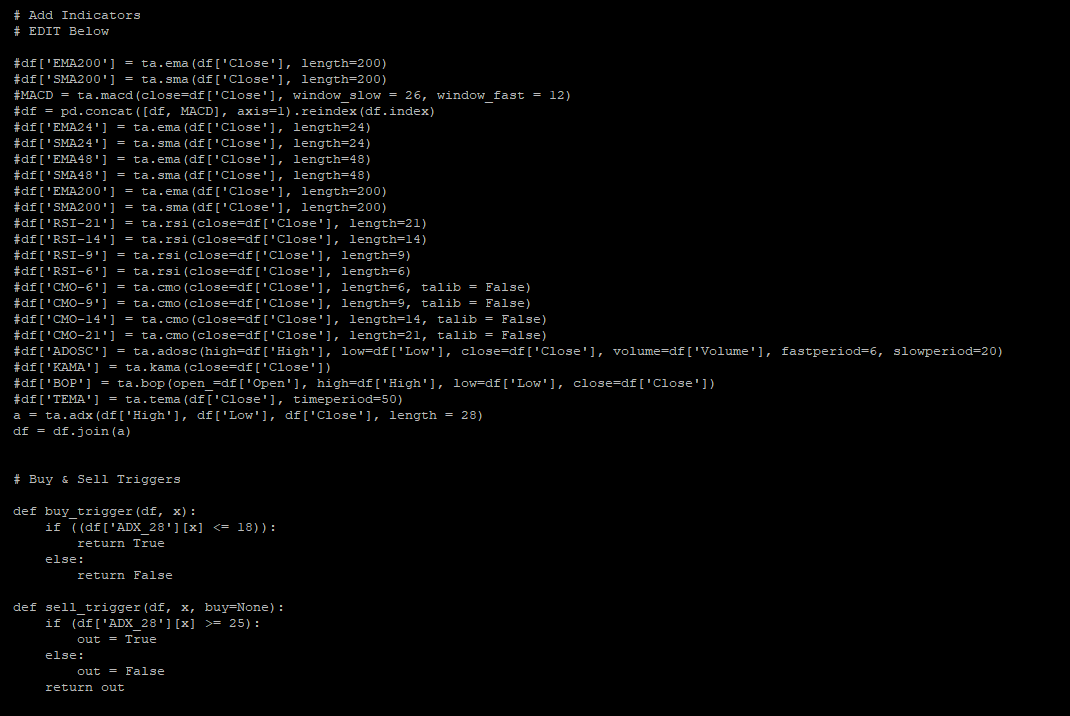 # Add Indicators
# EDIT Below

#df['EMA200'] = ta.ema(df['Close'], length=200)
#df['SMA200'] = ta.sma(df['Close'], length=200)
#MACD = ta.macd(close=df['Close'], window_slow = 26, window_fast = 12)
#df = pd.concat([df, MACD], axis=1).reindex(df.index)
#df['EMA24'] = ta.ema(df['Close'], length=24)
#df['SMA24'] = ta.sma(df['Close'], length=24)
#df['EMA48'] = ta.ema(df['Close'], length=48)
#df['SMA48'] = ta.sma(df['Close'], length=48)
#df['EMA200'] = ta.ema(df['Close'], length=200)
#df['SMA200'] = ta.sma(df['Close'], length=200)
#df['RSI-21'] = ta.rsi(close=df['Close'], length=21)
#df['RSI-14'] = ta.rsi(close=df['Close'], length=14)
#df['RSI-9'] = ta.rsi(close=df['Close'], length=9)
#df['RSI-6'] = ta.rsi(close=df['Close'], length=6)
#df['CMO-6'] = ta.cmo(close=df['Close'], length=6, talib = False)
#df['CMO-9'] = ta.cmo(close=df['Close'], length=9, talib = False)
#df['CMO-14'] = ta.cmo(close=df['Close'], length=14, talib = False)
#df['CMO-21'] = ta.cmo(close=df['Close'], length=21, talib = False)
#df['ADOSC'] = ta.adosc(high=df['High'], low=df['Low'], close=df['Close'], volume=df['Volume'], fastperiod=6, slowperiod=20)
#df['KAMA'] = ta.kama(close=df['Close'])
#df['BOP'] = ta.bop(open_=df['Open'], high=df['High'], low=df['Low'], close=df['Close'])
#df['TEMA'] = ta.tema(df['Close'], timeperiod=50)
a = ta.adx(df['High'], df['Low'], df['Close'], length = 28)
df = df.join(a)


# Buy & Sell Triggers

def buy_trigger(df, x):
    if ((df['ADX_28'][x] <= 18)):
        return True
    else:
        return False

def sell_trigger(df, x, buy=None):
    if (df['ADX_28'][x] >= 25):
        out = True
    else:
        out = False
    return out